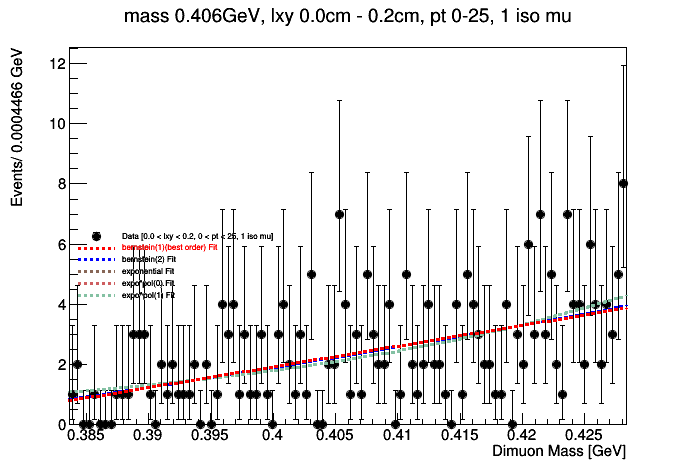 mass 0.406GeV, lxy 0.0cm - 0.2cm, pt 0-25, 1 iso mu
Events/ 0.0004466 GeV
12
10
8
6
4
2
0
Data [0.0 < lxy < 0.2, 0 < pt < 25, 1 iso mu]
bernstein(1)(best order) Fit
bernstein(2) Fit
exponential Fit
expo*pol(0) Fit
expo*pol(1) Fit
0.385 0.39 0.395 0.4 0.405 0.41 0.415 0.42 0.425
Dimuon Mass [GeV]